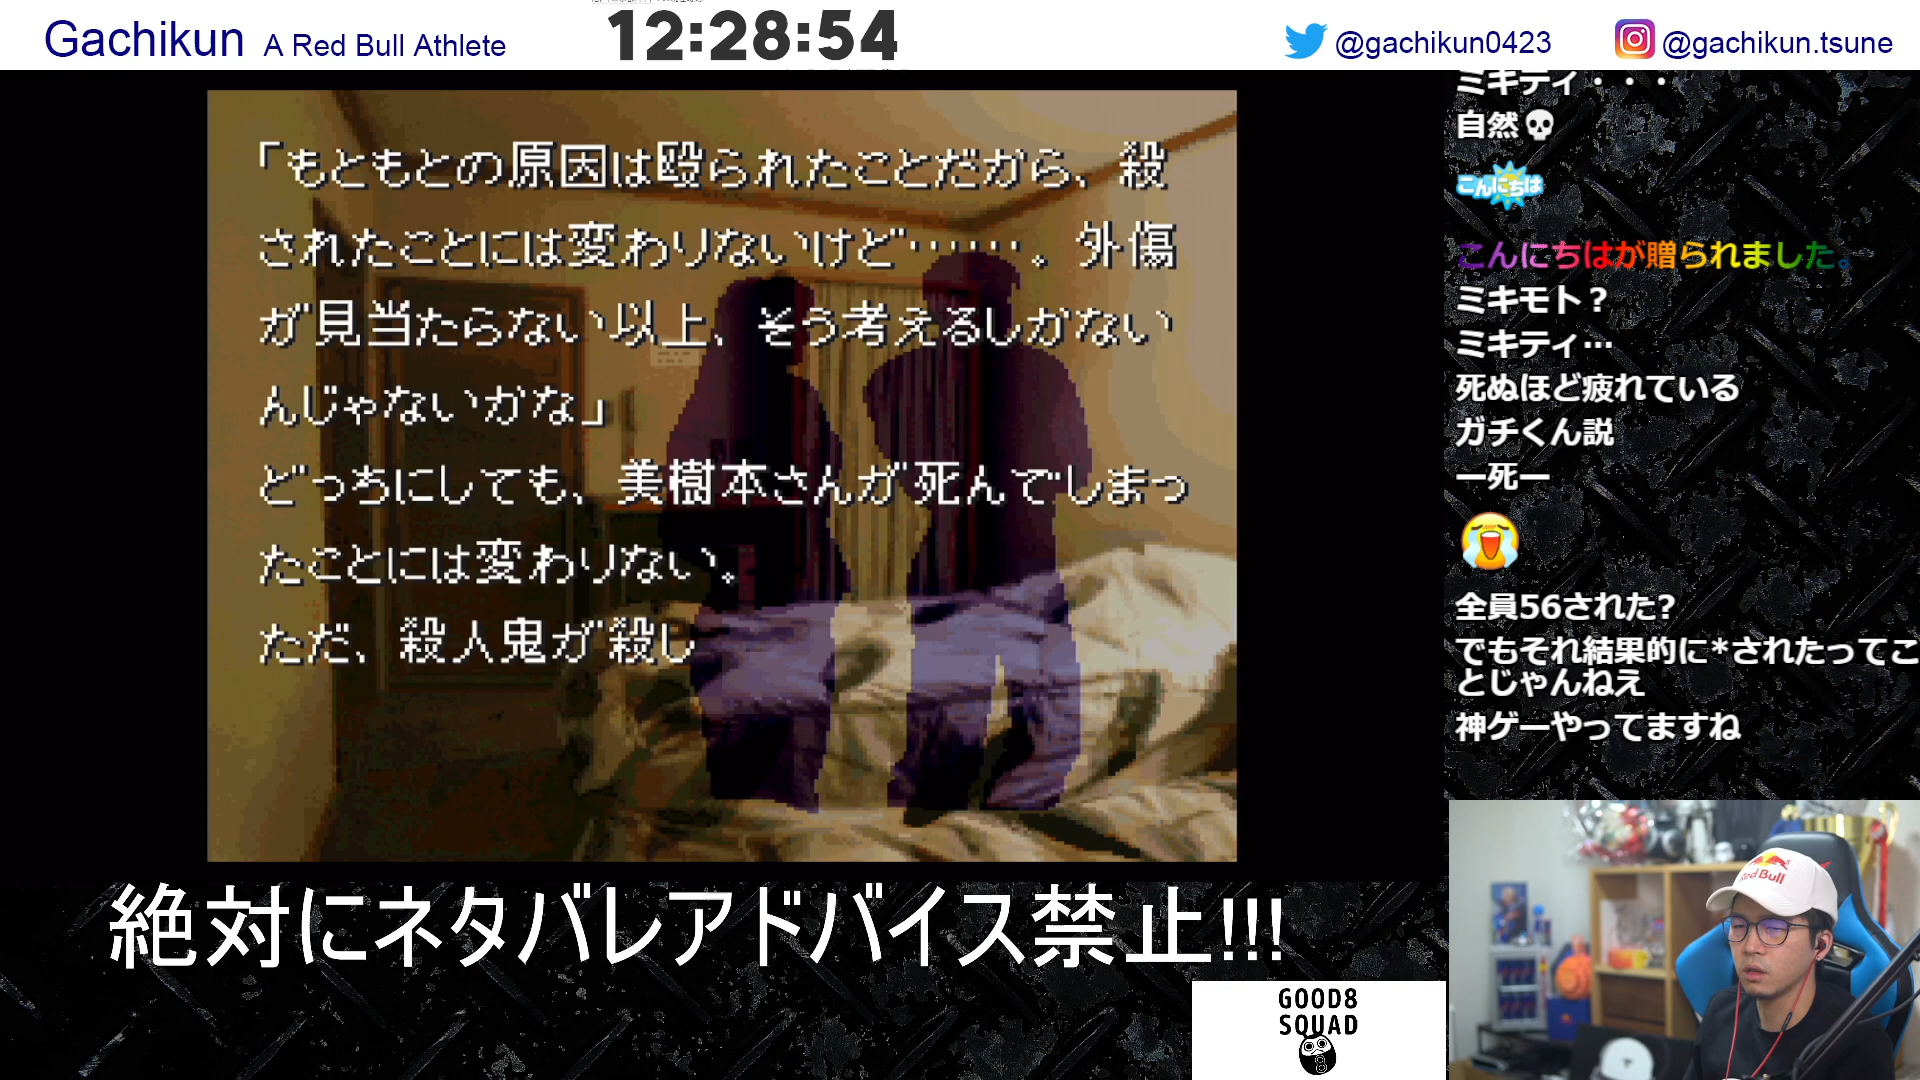 Gachikun A Red Bull Athlete
12:28:54
@gachikun0423
@gachikun.tsune
「もともとの原因は殴られたことだから、殺
されたことには変わりないけど……。外傷
が見当たらない以上、そう考えるしかない
んじゃないかな」
どっちにしても、美樹本さんが死んでしまっ
たことには変わりない。
ただ、殺人鬼が殺し
ミキティ・・・
自然💀
こんにちは
こんにちはが贈られました。
ミキモト？
ミキティ…
死ぬほど疲れている
ガチくん説
ー死ー
全員56された?
でもそれ結果的に*されたってこ
とじゃんねえ
神ゲーやってますね
絶対にネタバレアドバイス禁止!!!
GOOD8
SQUAD
Red Bull